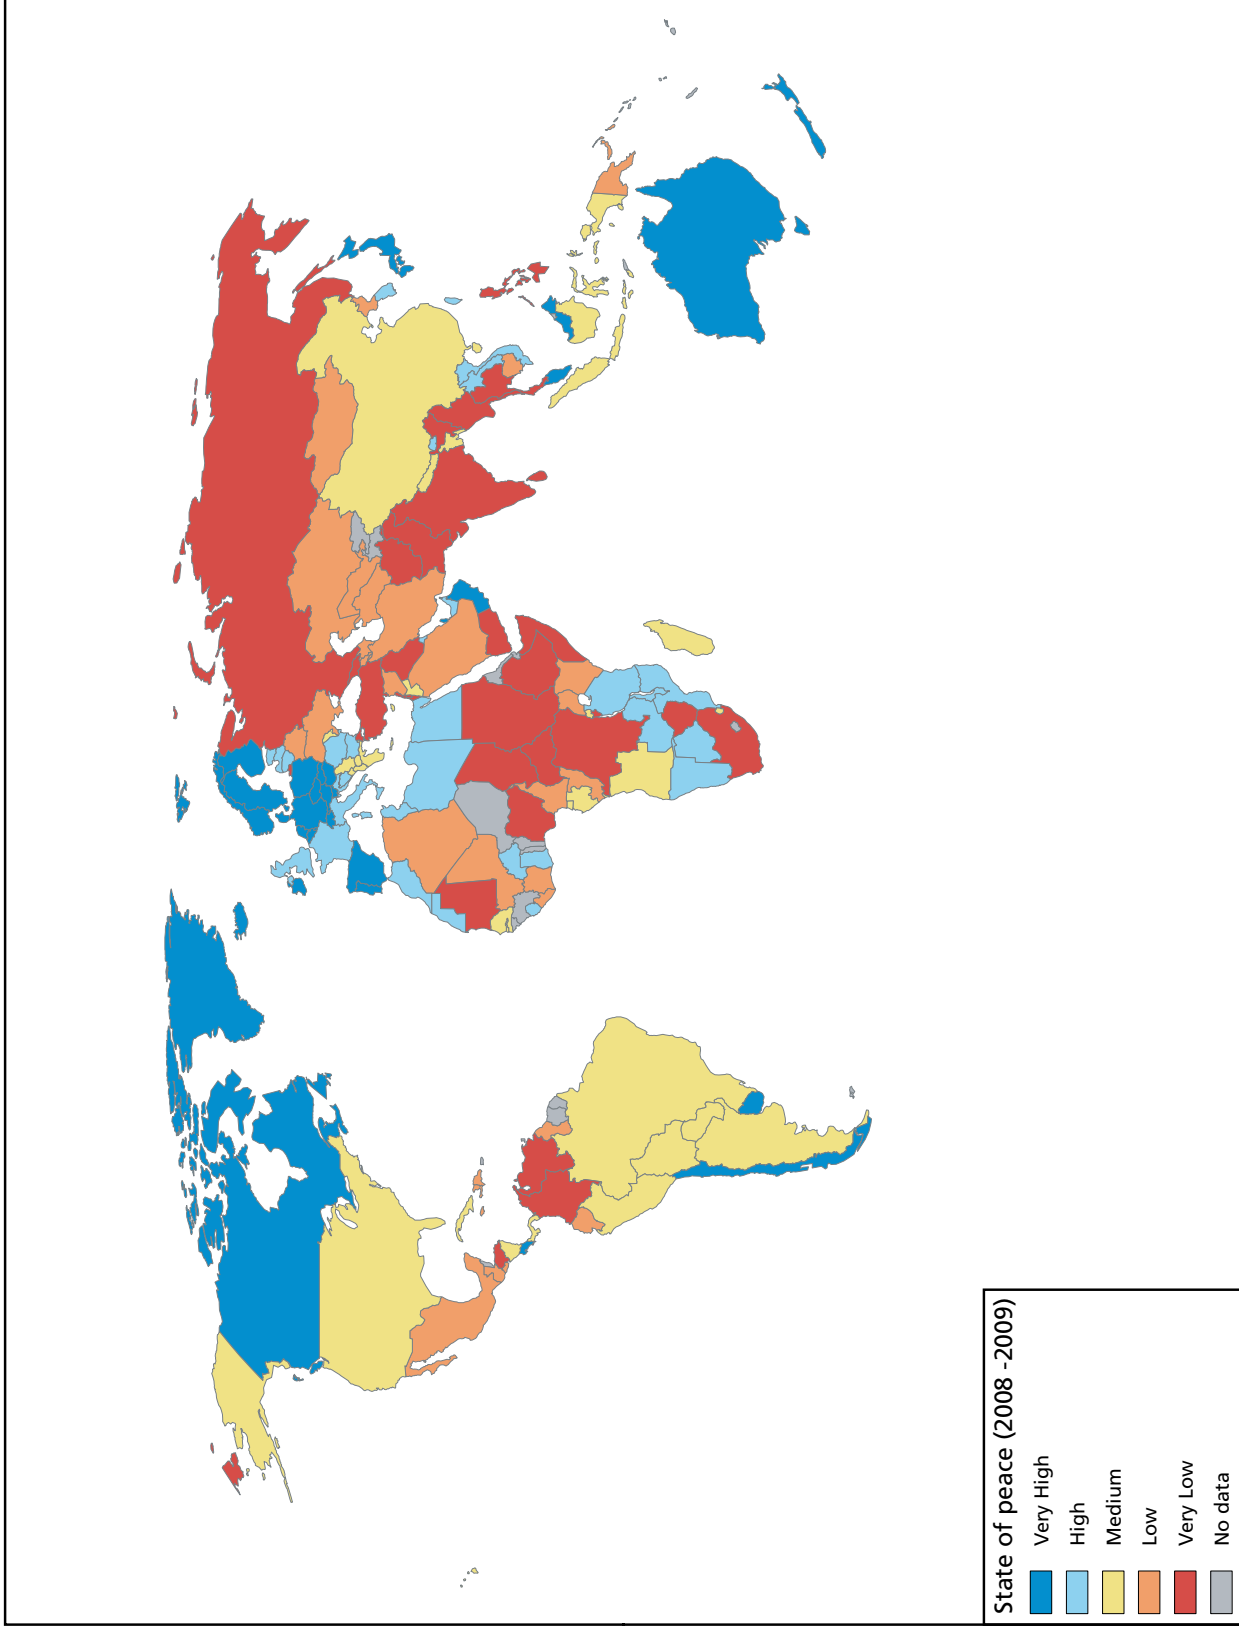 State of peace (2008 -2009)
Very High
High
Medium
Low
Very Low
No data